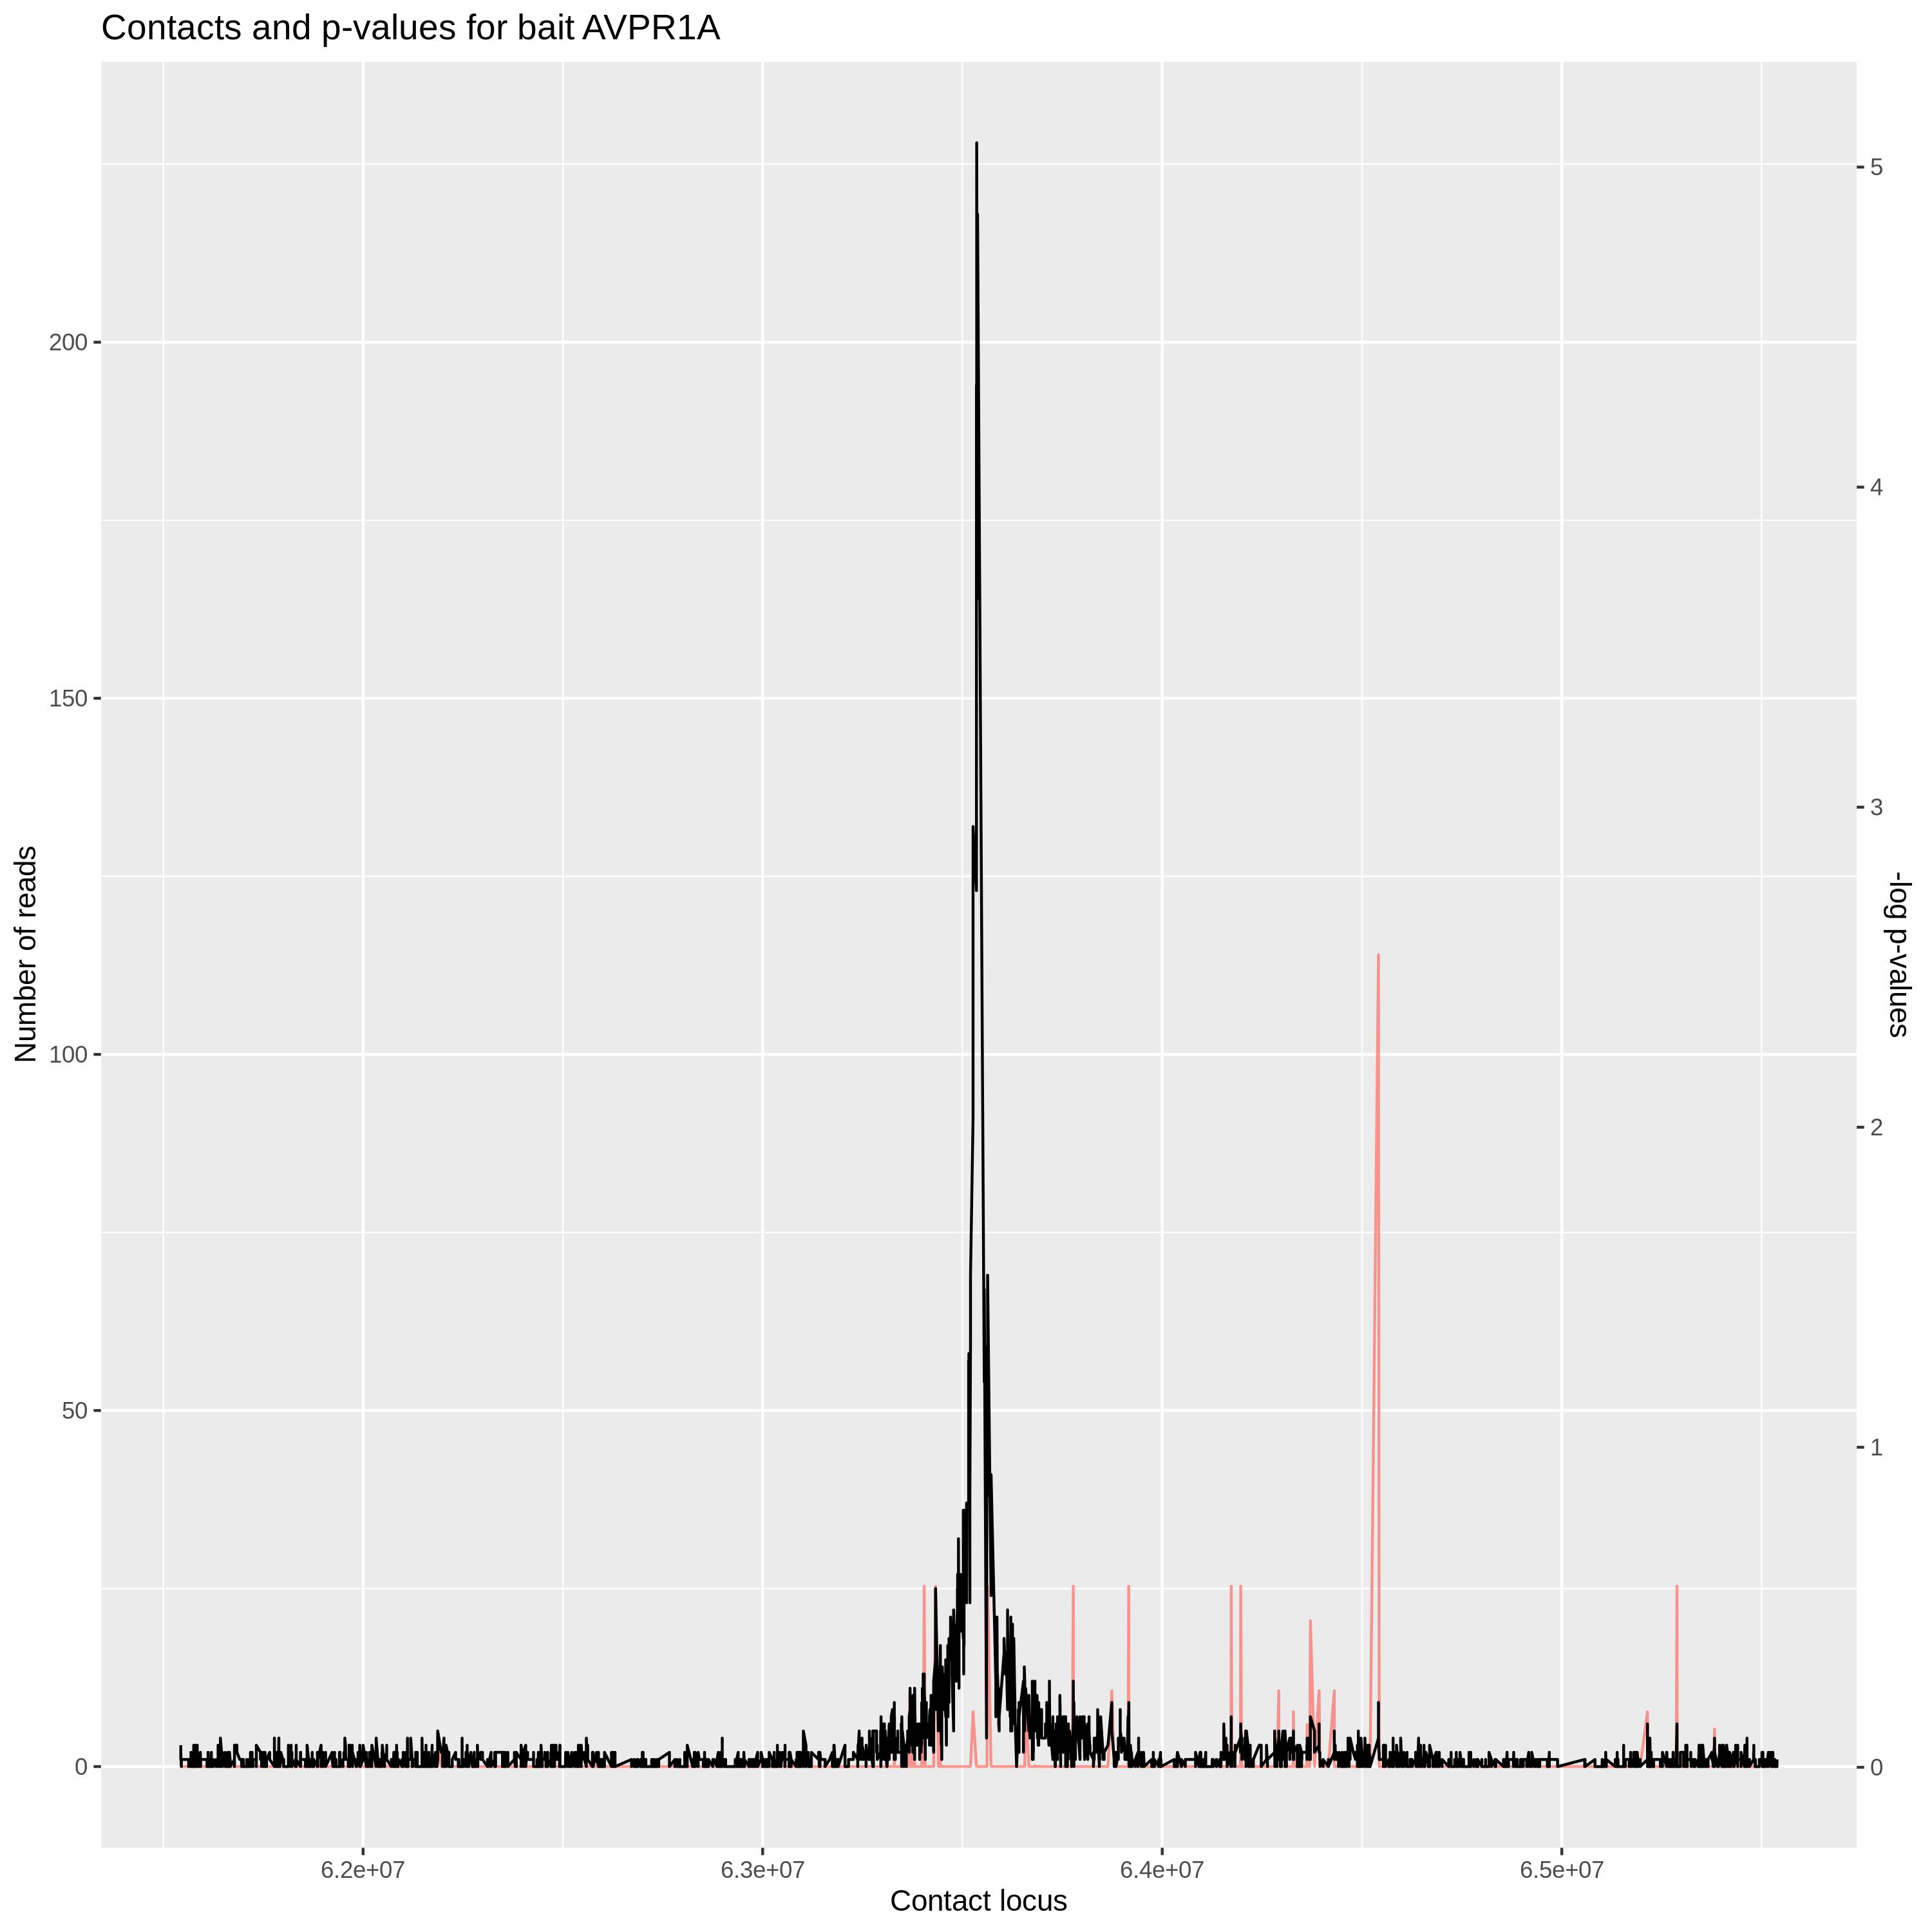 Contacts and p-values for bait AVPR1A
Number of reads
200
150
100
50
0
5
4
3
2
1
0
-log p-values
6.2e+07
6.3e+07
6.4e+07
6.5e+07
Contact locus